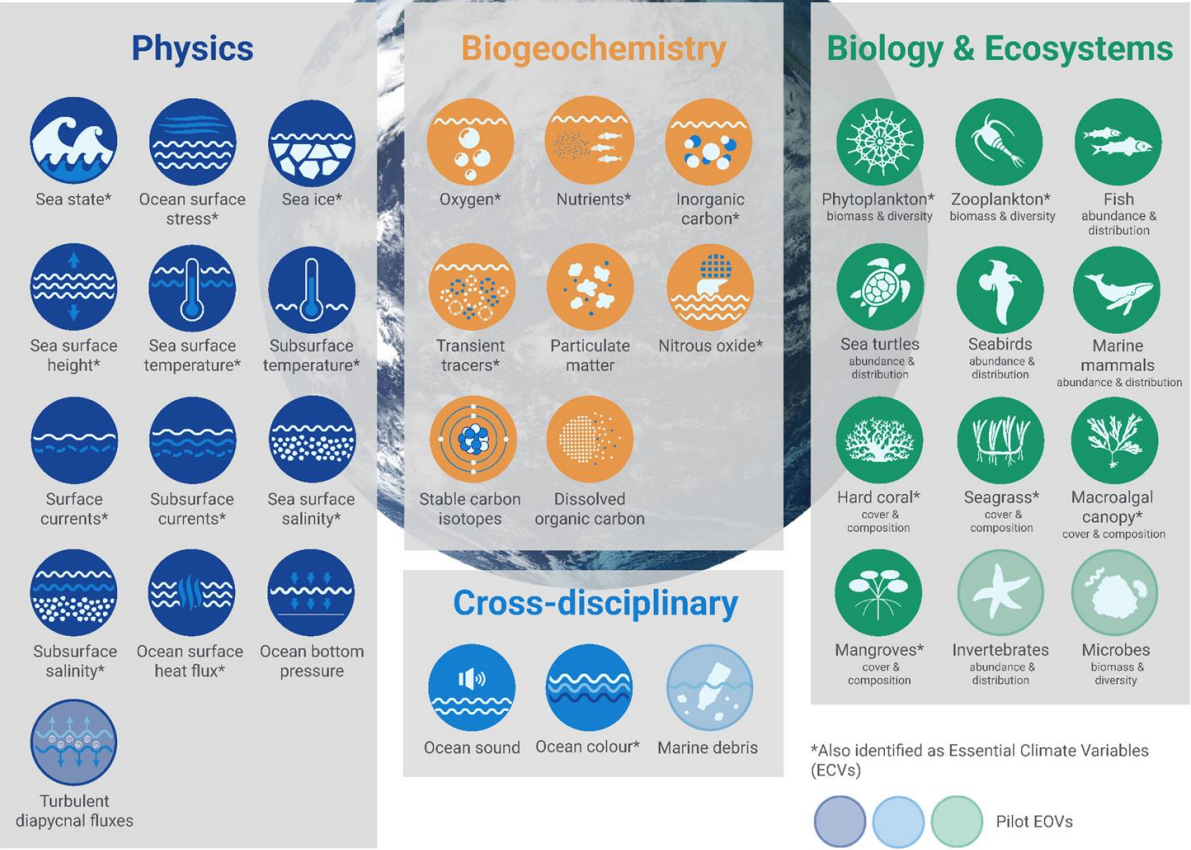 Physics
Sea state*
Ocean surface
stress*
Sea ice*
Sea surface
height*
Sea surface
temperature*
Subsurface
temperature*
Surface
currents*
Subsurface
currents*
Sea surface
salinity*
Subsurface
salinity*
Ocean surface
heat flux*
Ocean bottom
pressure
Turbulent
diapycnal fluxes
Biogeochemistry
Oxygen*
Nutrients*
Inorganic
carbon*
Transient
tracers*
Particulate
matter
Nitrous oxide*
Stable carbon
isotopes
Dissolved
organic carbon
Cross-disciplinary
Ocean sound
Ocean colour*
Marine debris
Biology & Ecosystems
Phytoplankton*
biomass & diversity
Zooplankton*
biomass & diversity
Fish
abundance &
distribution
Sea turtles
abundance &
distribution
Seabirds
abundance &
distribution
Marine
mammals
abundance & distribution
Hard coral*
cover &
composition
Seagrass*
cover &
composition
Macroalgal
canopy*
cover & composition
Mangroves*
cover &
composition
Invertebrates
abundance &
distribution
Microbes
biomass &
diversity
*Also identified as Essential Climate Variables
(ECVs)
Pilot EOVs